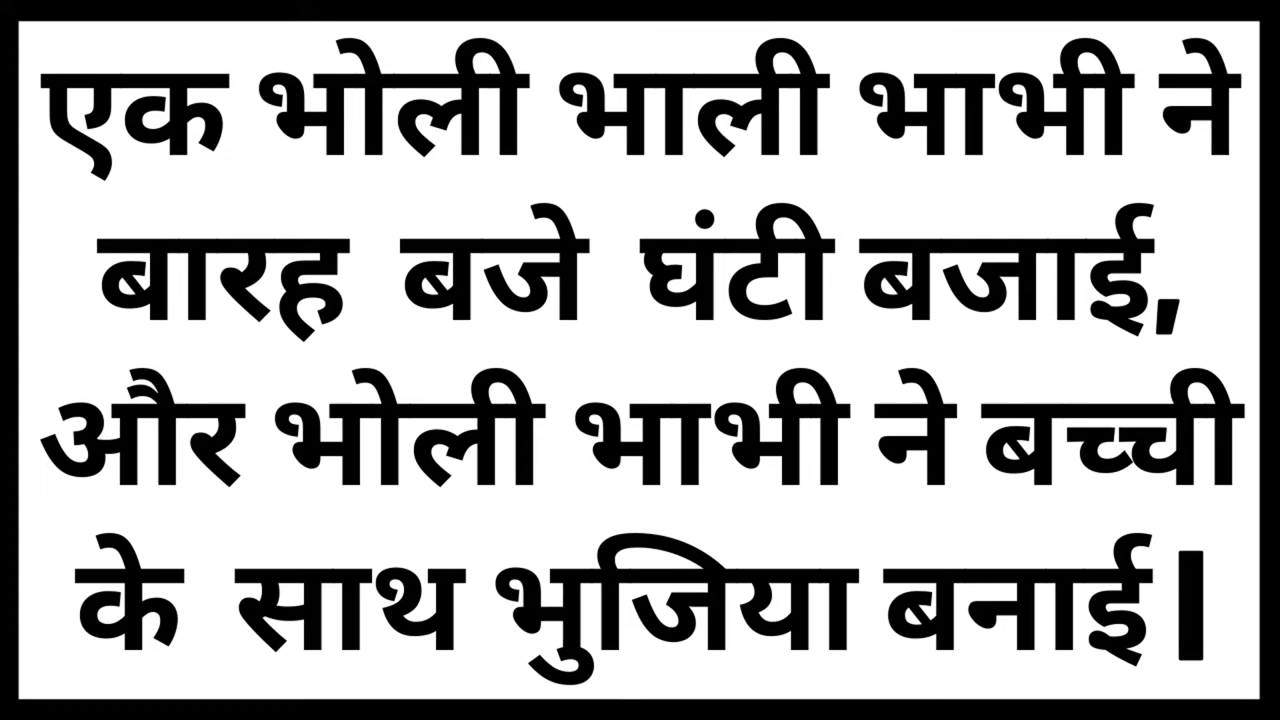 एक भोली भाली भाभी ने
बारह बजे घंटी बजाई,
और भोली भाभी ने बच्ची
के साथ भुजिया बनाई।